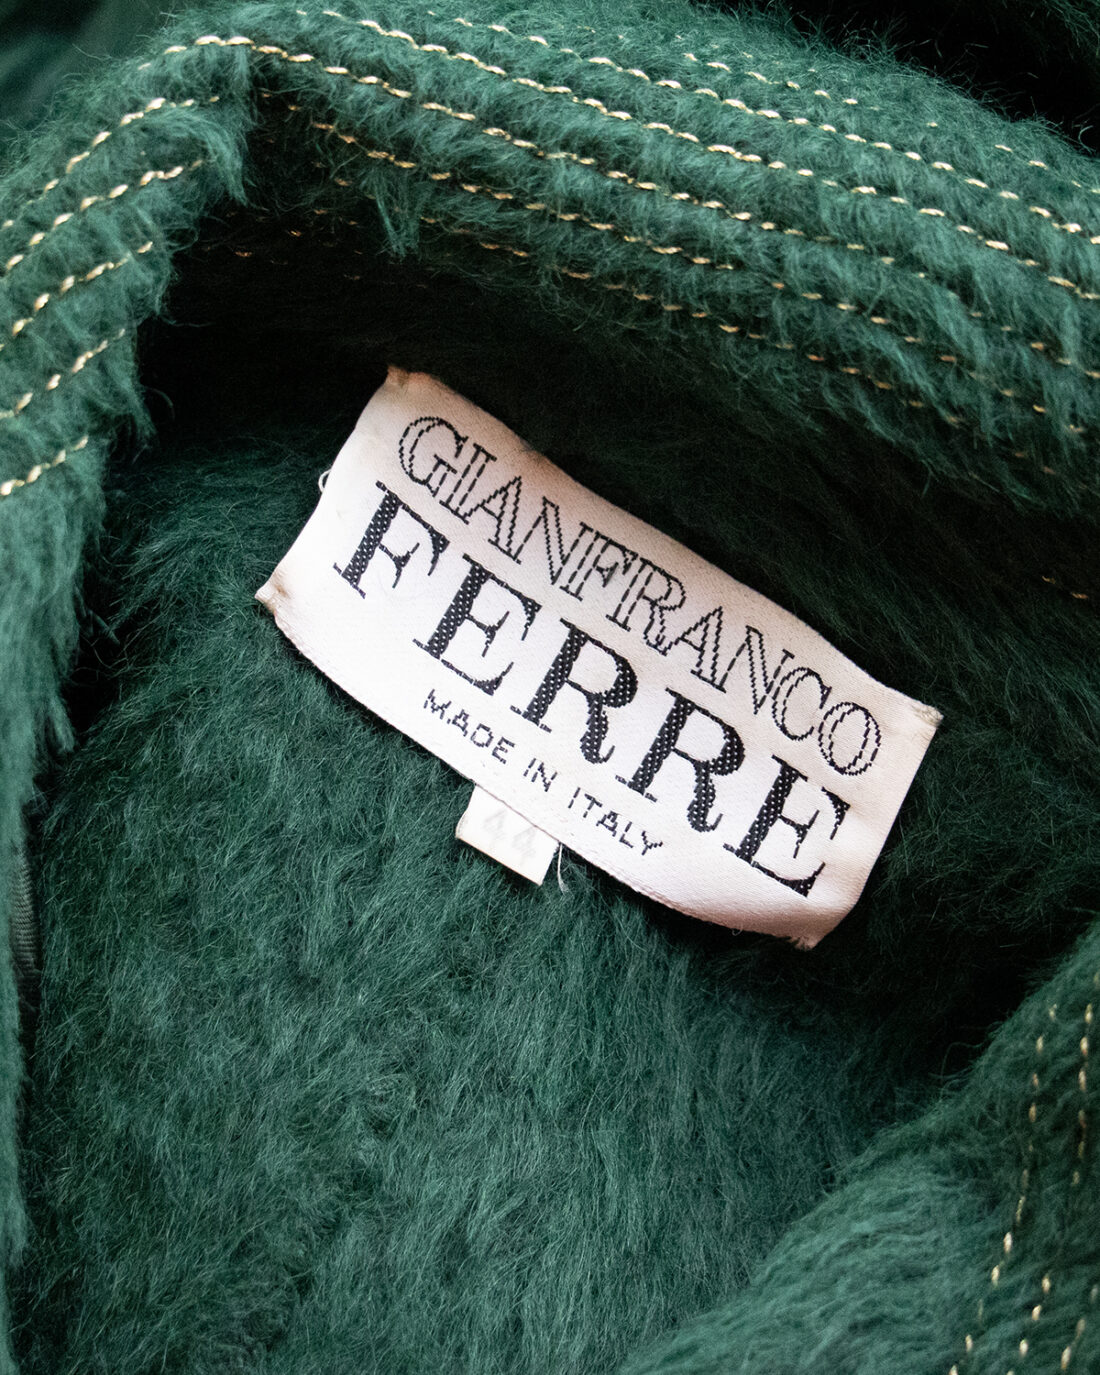 GIANFRANCO
FERRE
MADE IN ITALY
44